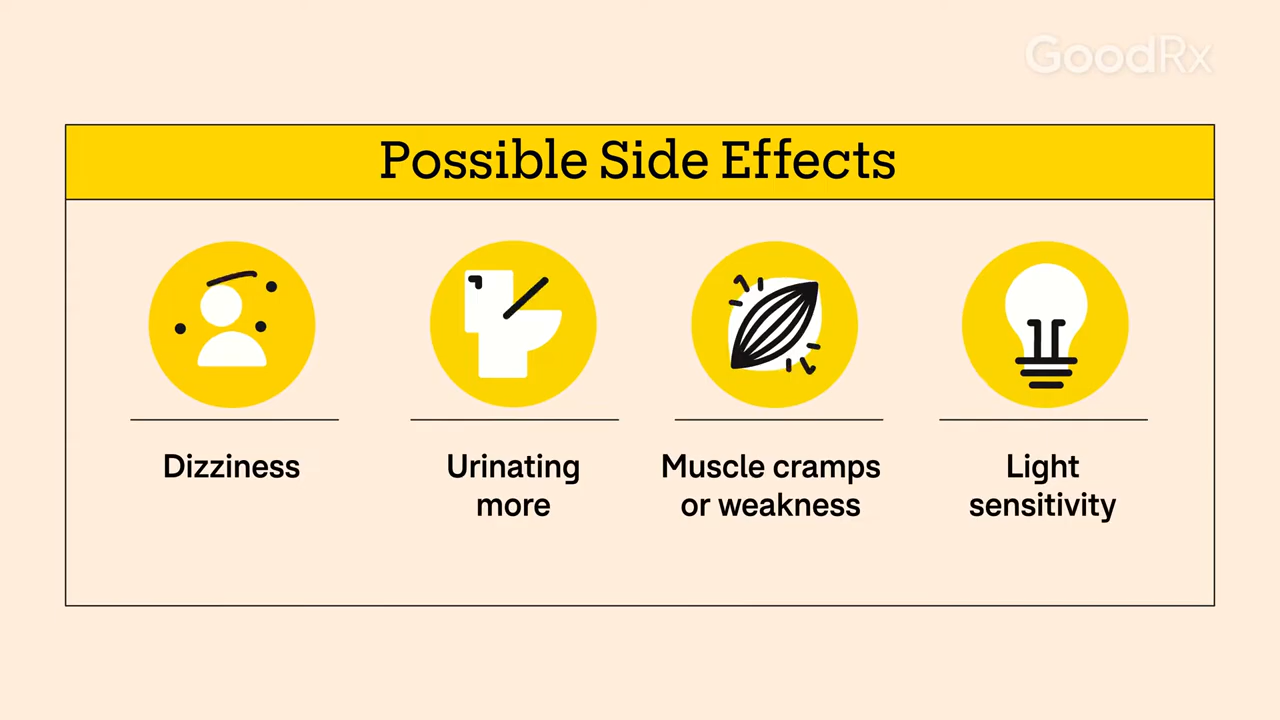 GoodRx
Possible Side Effects
Dizziness
Urinating
more
Muscle cramps
or weakness
Light
sensitivity